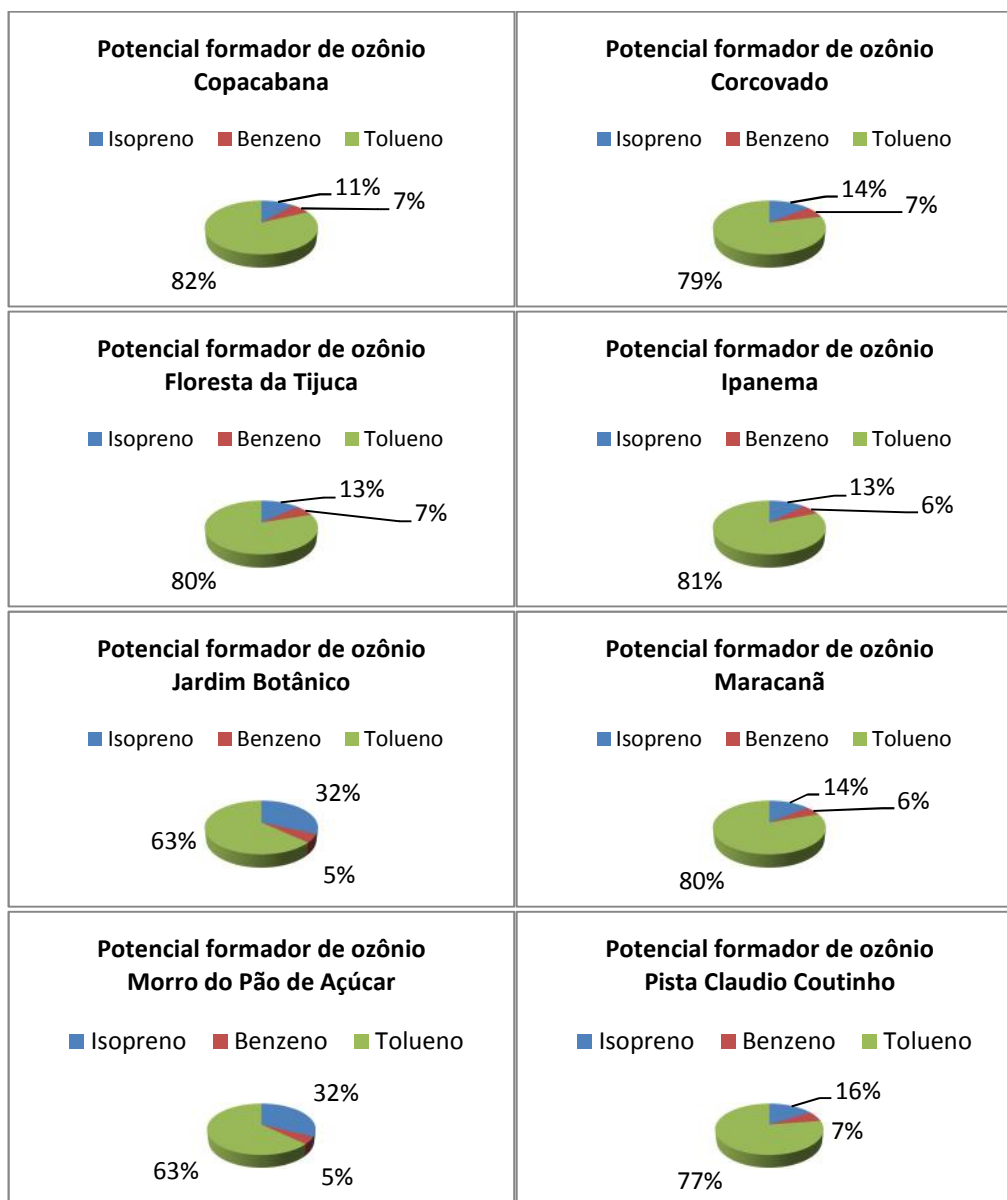 Potencial formador de ozônio
Copacabana
Isopreno Benzeno Tolueno
11%
7%
82%
Potencial formador de ozônio
Corcovado
Isopreno Benzeno Tolueno
14%
7%
79%
Potencial formador de ozônio
Floresta da Tijuca
Isopreno Benzeno Tolueno
13%
7%
80%
Potencial formador de ozônio
Ipanema
Isopreno Benzeno Tolueno
13%
6%
81%
Potencial formador de ozônio
Jardim Botânico
Isopreno Benzeno Tolueno
32%
63%
5%
Potencial formador de ozônio
Maracanã
Isopreno Benzeno Tolueno
14%
6%
80%
Potencial formador de ozônio
Morro do Pão de Açúcar
Isopreno Benzeno Tolueno
32%
63%
5%
Potencial formador de ozônio
Pista Claudio Coutinho
Isopreno Benzeno Tolueno
16%
7%
77%